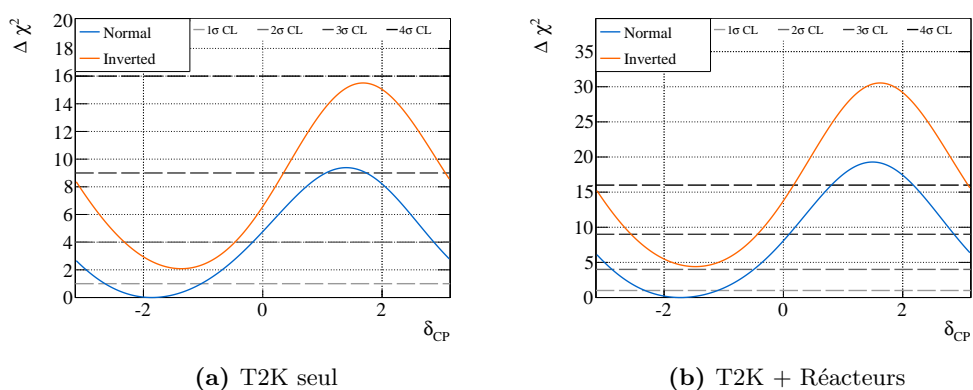 Δ χ²
20
18
16
14
12
10
8
6
4
2
0
Normal
Inverted
1σ CL 2σ CL 3σ CL 4σ CL
-2 0 2
δCP
(a) T2K seul
Δ χ²
35
30
25
20
15
10
5
0
Normal
Inverted
1σ CL 2σ CL 3σ CL 4σ CL
-2 0 2
δCP
(b) T2K + Réacteurs